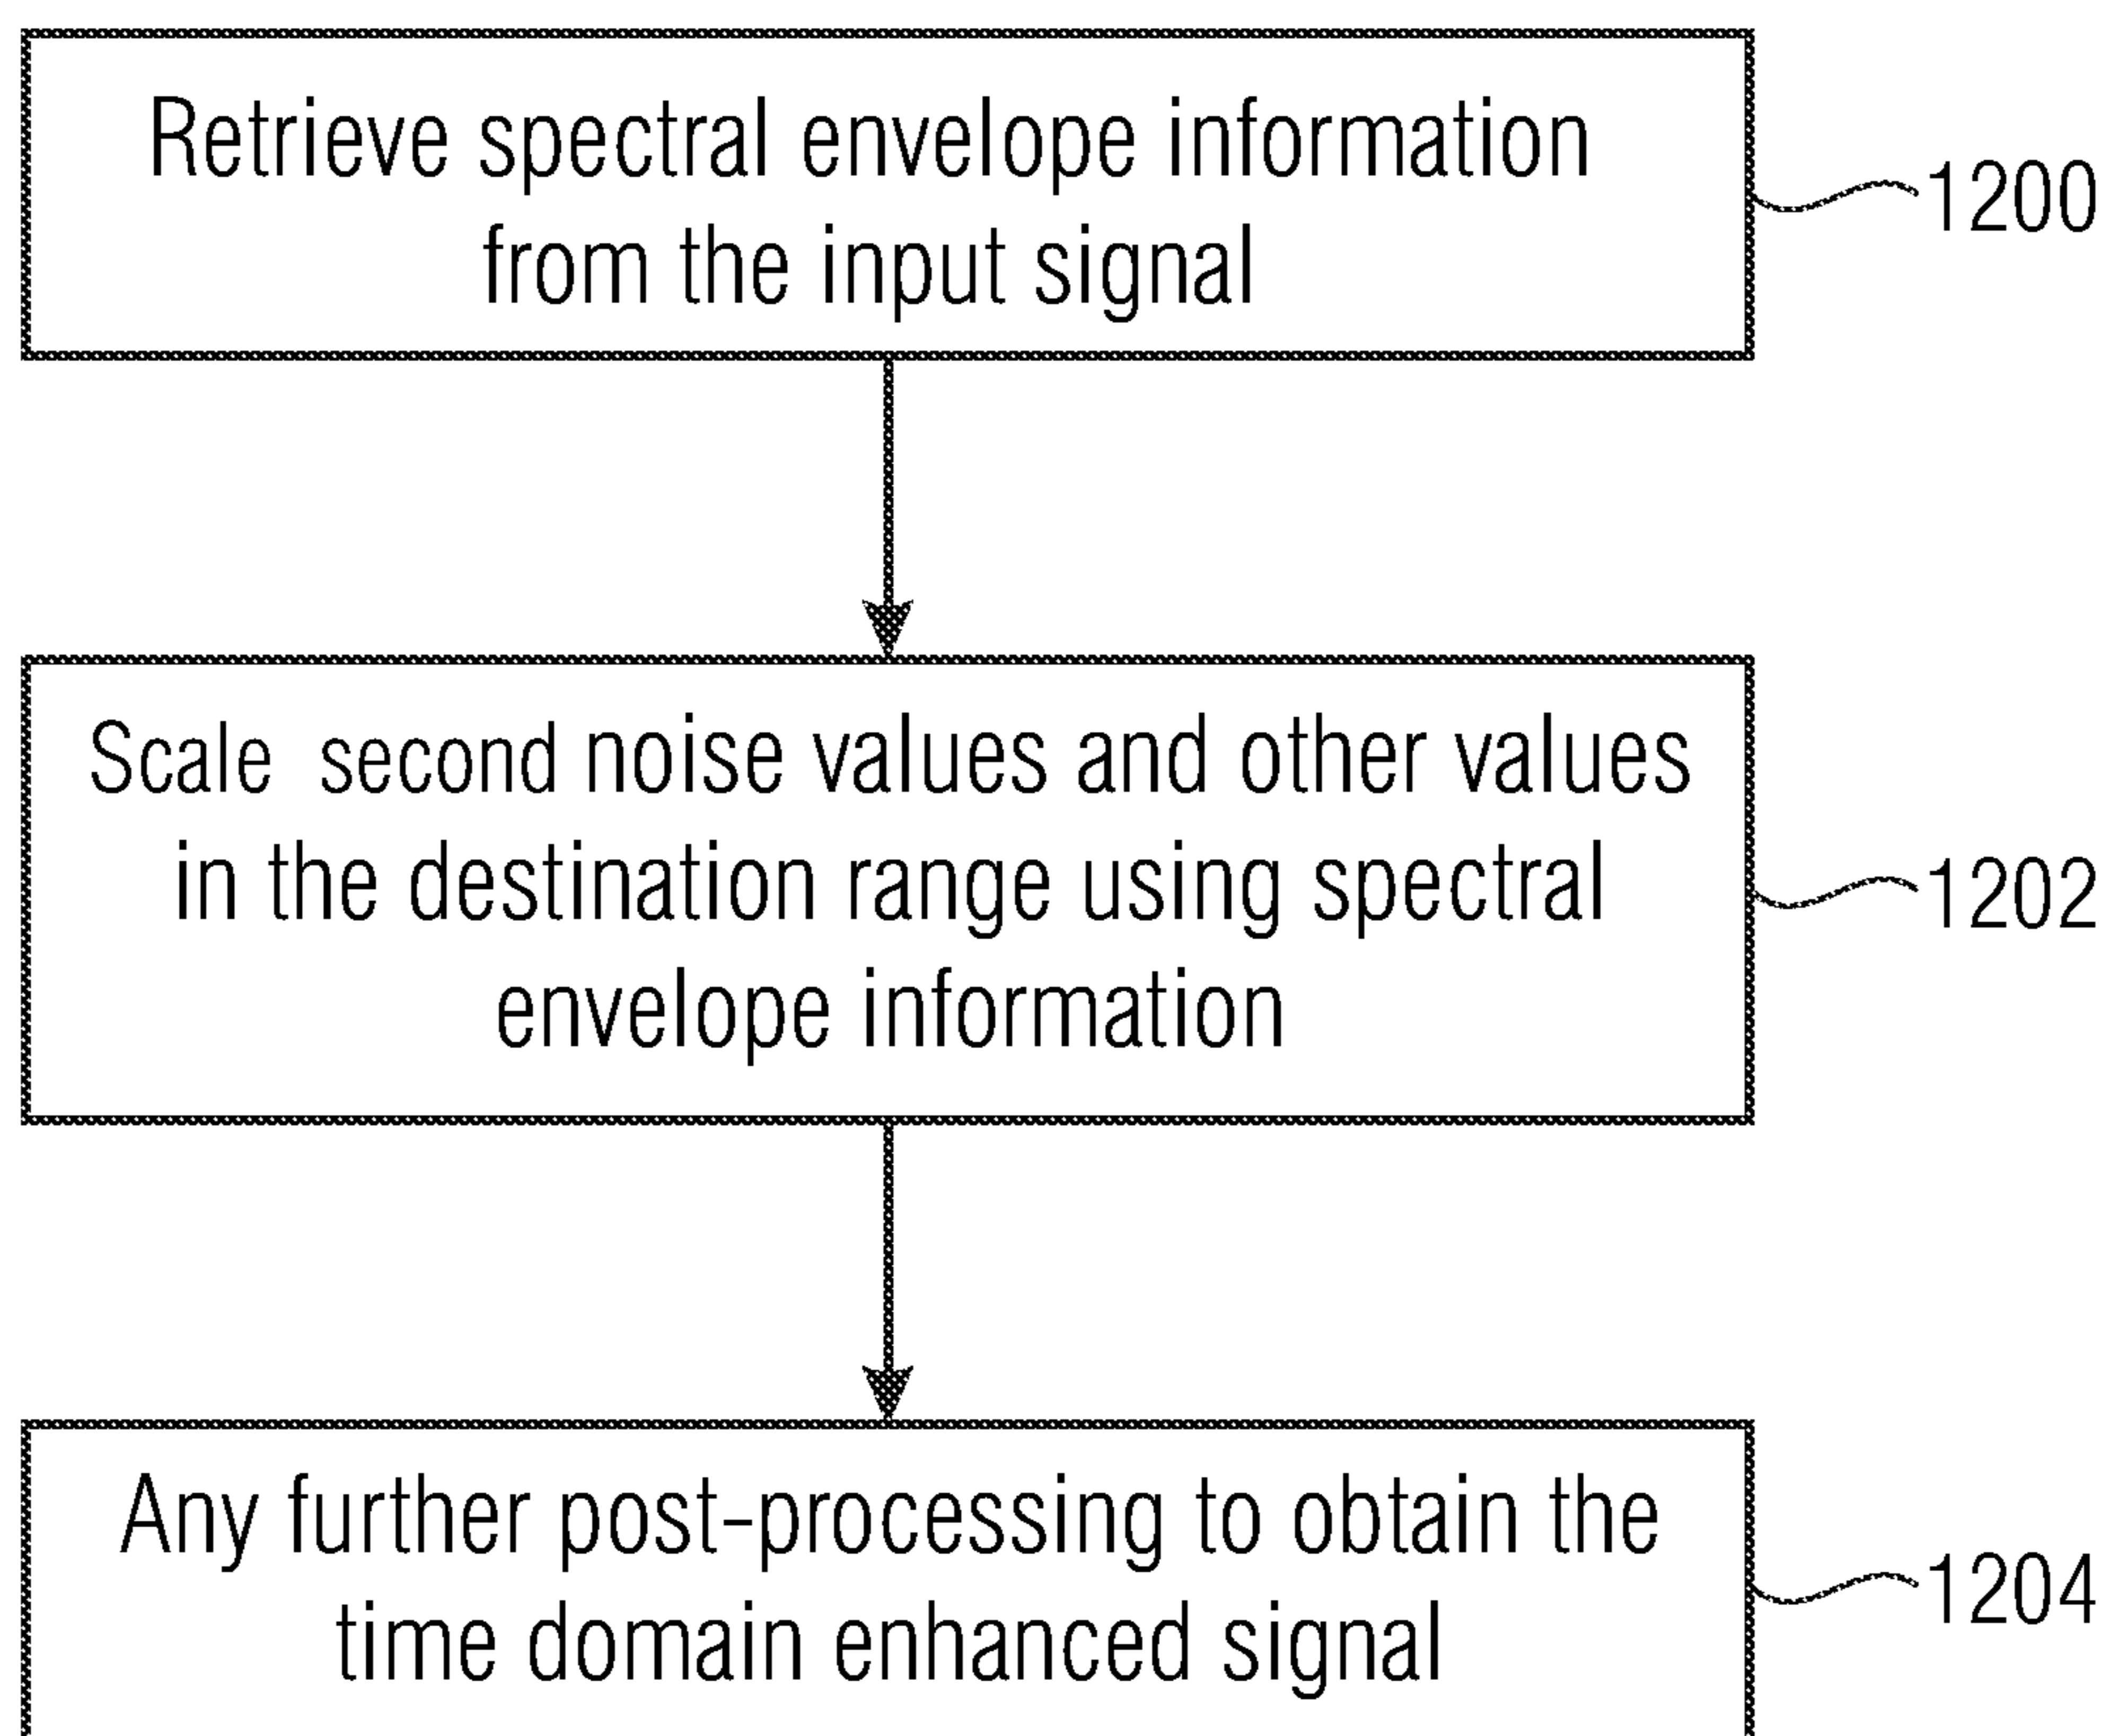 Retrieve spectral envelope information
from the input signal
1200
Scale second noise values and other values
in the destination range using spectral
envelope information
1202
Any further post-processing to obtain the
time domain enhanced signal
1204